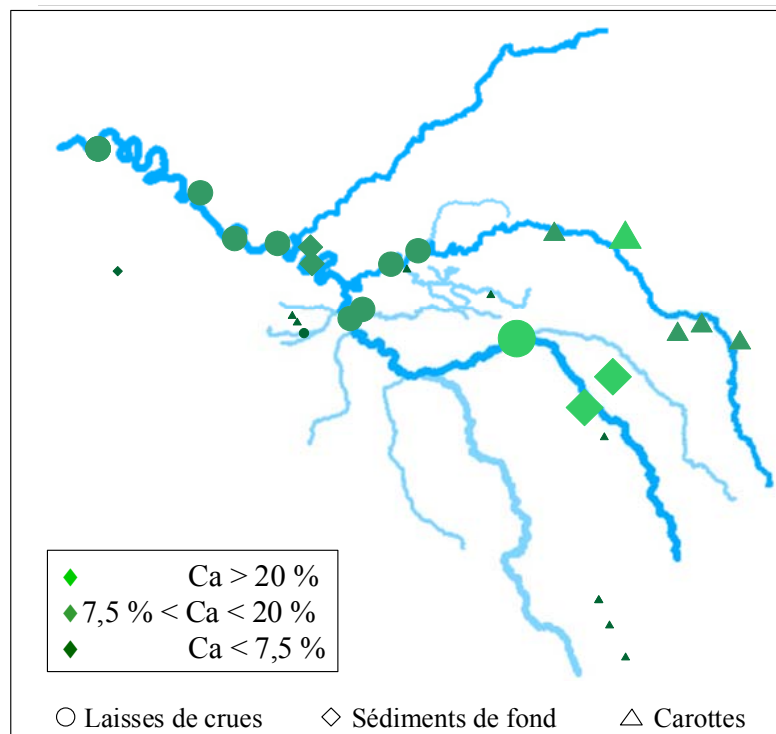 Ca > 20 %
7,5 % < Ca < 20 %
Ca < 7,5 %
Laisses de crues
Sédiments de fond
Carottes